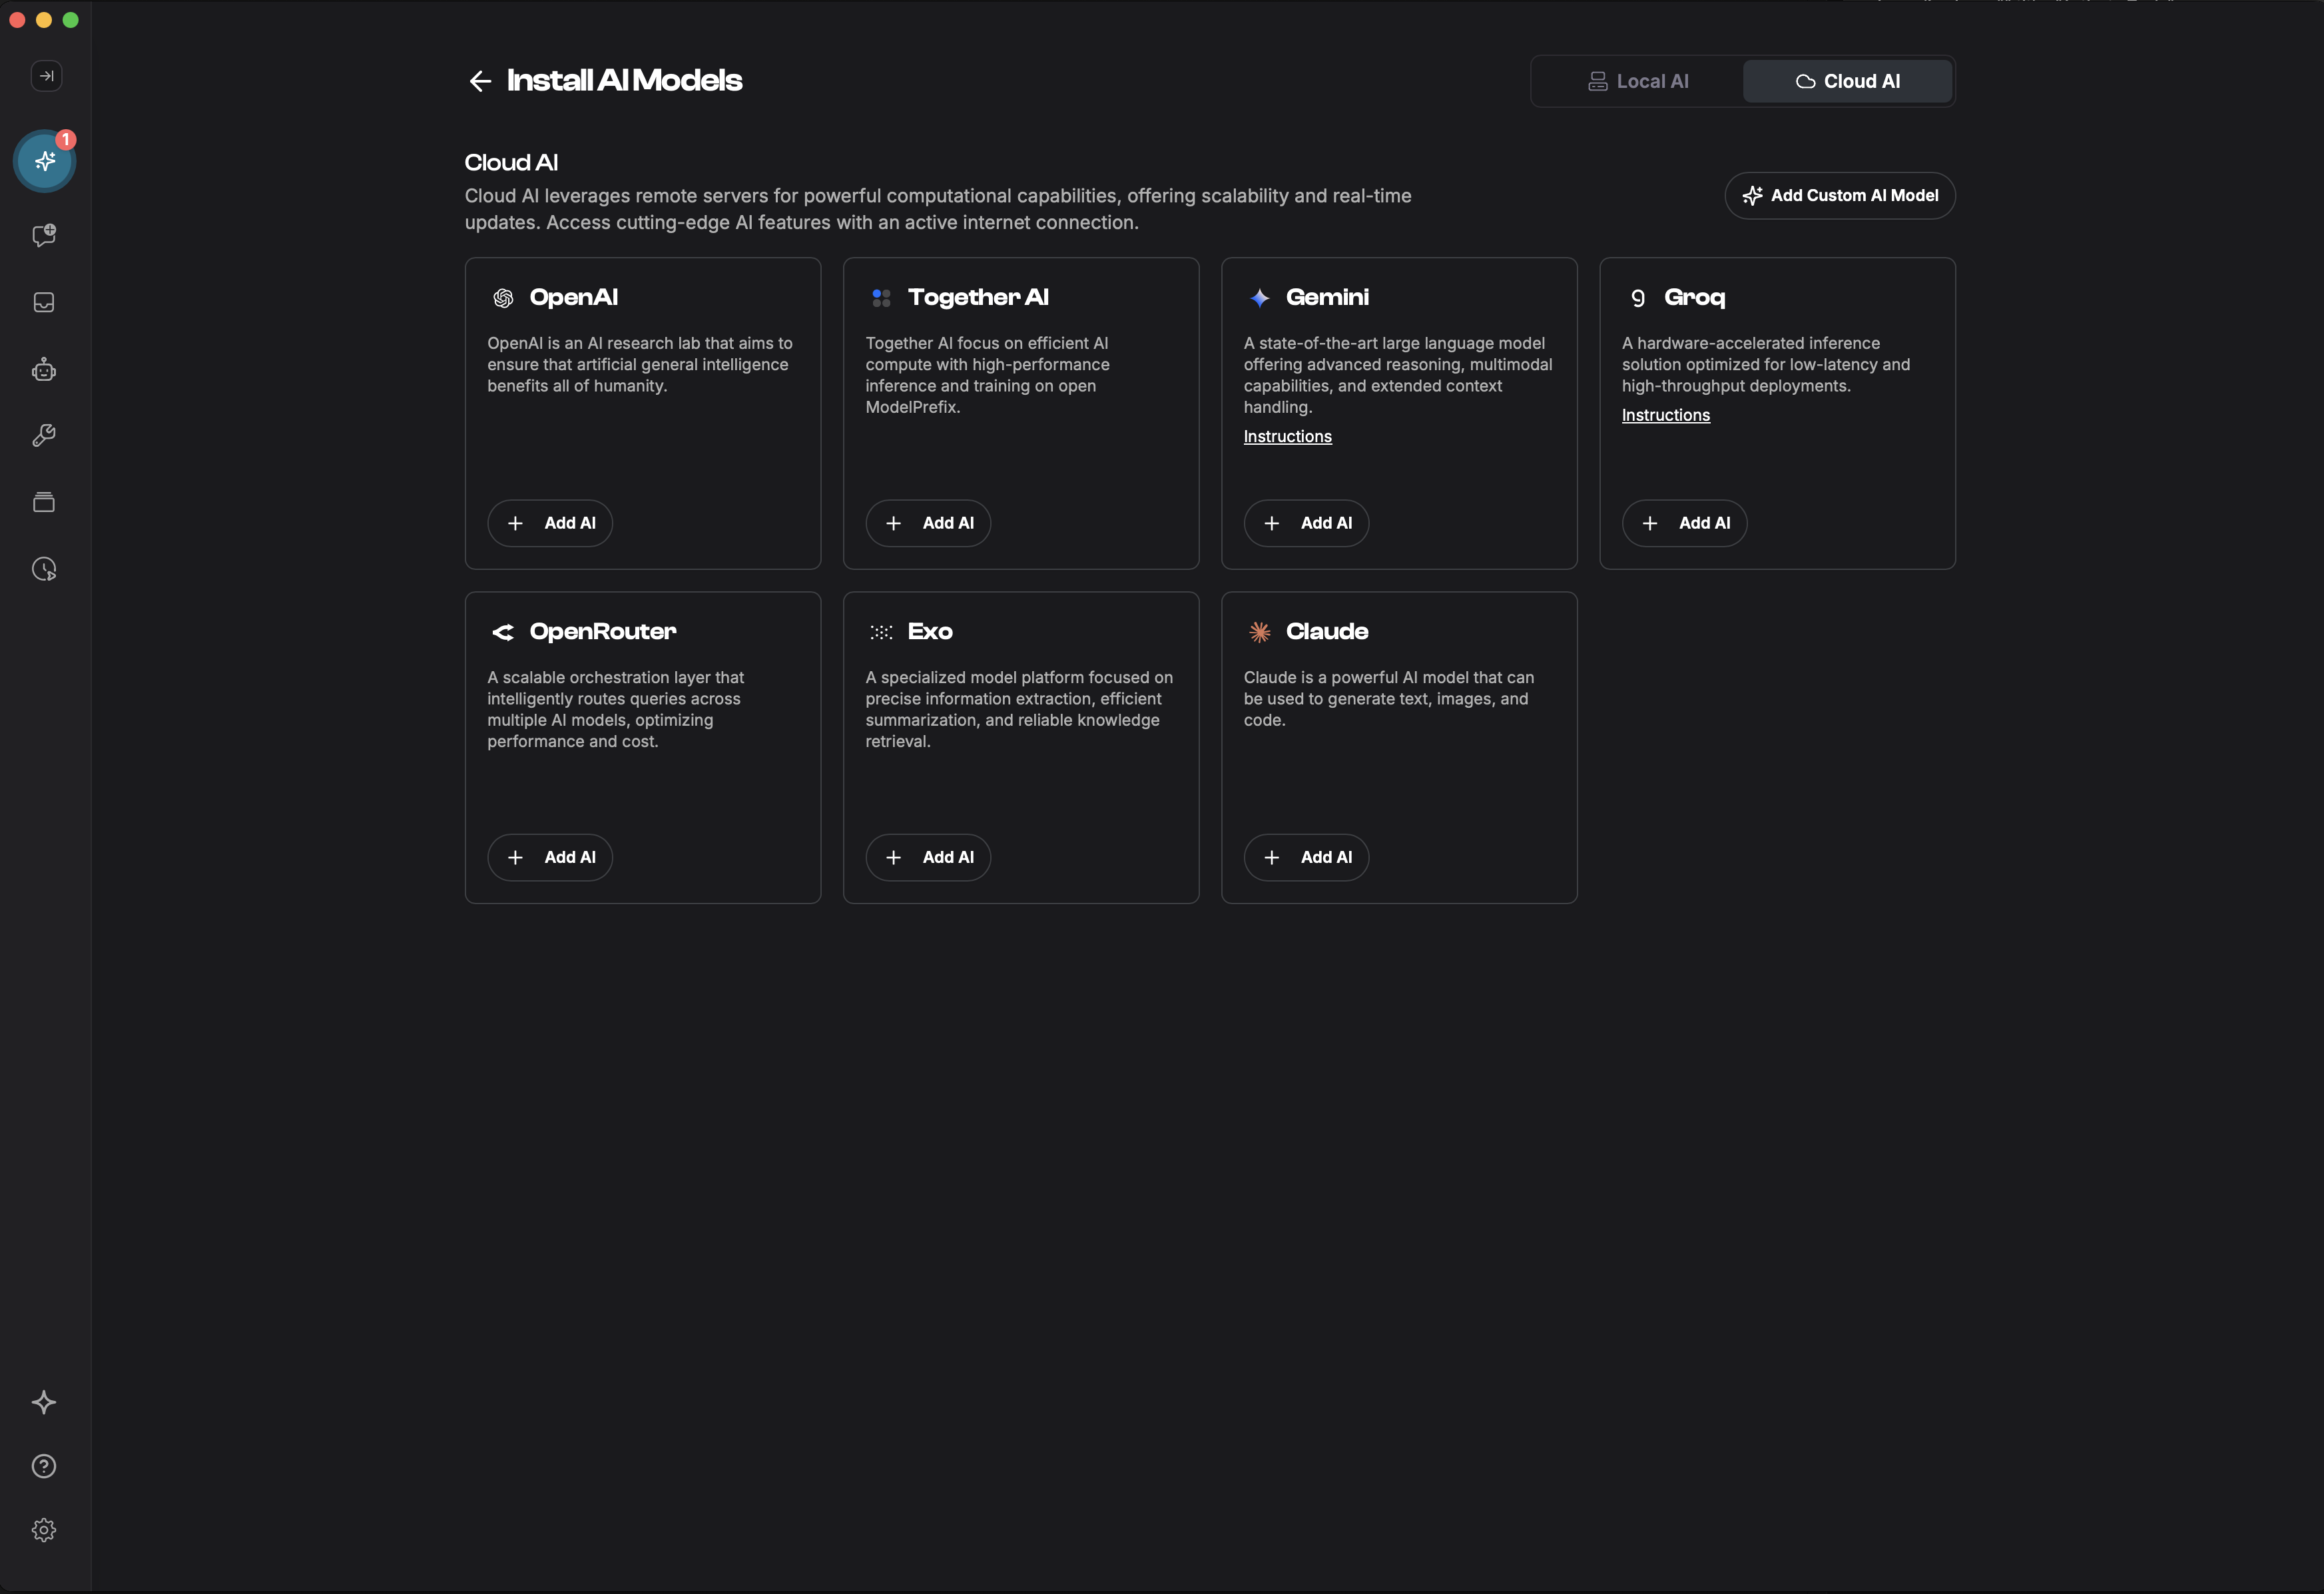 1
Install AI Models
Local AI
Cloud AI
Cloud AI
Cloud AI leverages remote servers for powerful computational capabilities, offering scalability and real-time
updates. Access cutting-edge AI features with an active internet connection.
Add Custom AI Model
OpenAI
OpenAI is an AI research lab that aims to
ensure that artificial general intelligence
benefits all of humanity.
Add AI
Together AI
Together AI focus on efficient AI
compute with high-performance
inference and training on open
ModelPrefix.
Add AI
Gemini
A state-of-the-art large language model
offering advanced reasoning, multimodal
capabilities, and extended context
handling.
Instructions
Add AI
Groq
A hardware-accelerated inference
solution optimized for low-latency and
high-throughput deployments.
Instructions
Add AI
OpenRouter
A scalable orchestration layer that
intelligently routes queries across
multiple AI models, optimizing
performance and cost.
Add AI
Exo
A specialized model platform focused on
precise information extraction, efficient
summarization, and reliable knowledge
retrieval.
Add AI
Claude
Claude is a powerful AI model that can
be used to generate text, images, and
code.
Add AI